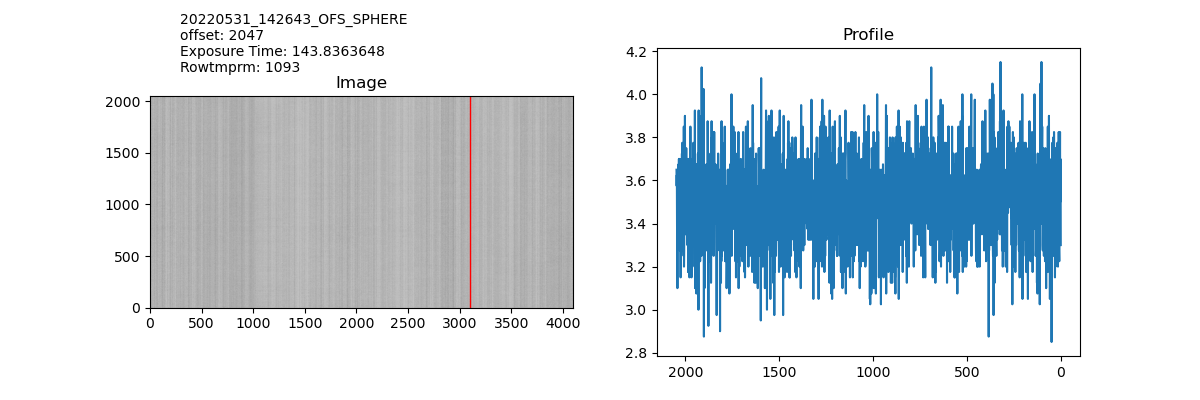 20220531_142643_OFS_SPHERE
offset: 2047
Exposure Time: 143.8363648
Rowtmprm: 1093
Image
2000
1500
1000
500
0
0 500 1000 1500 2000 2500 3000 3500 4000
Profile
4.2
4.0
3.8
3.6
3.4
3.2
3.0
2.8
2000 1500 1000 500 0